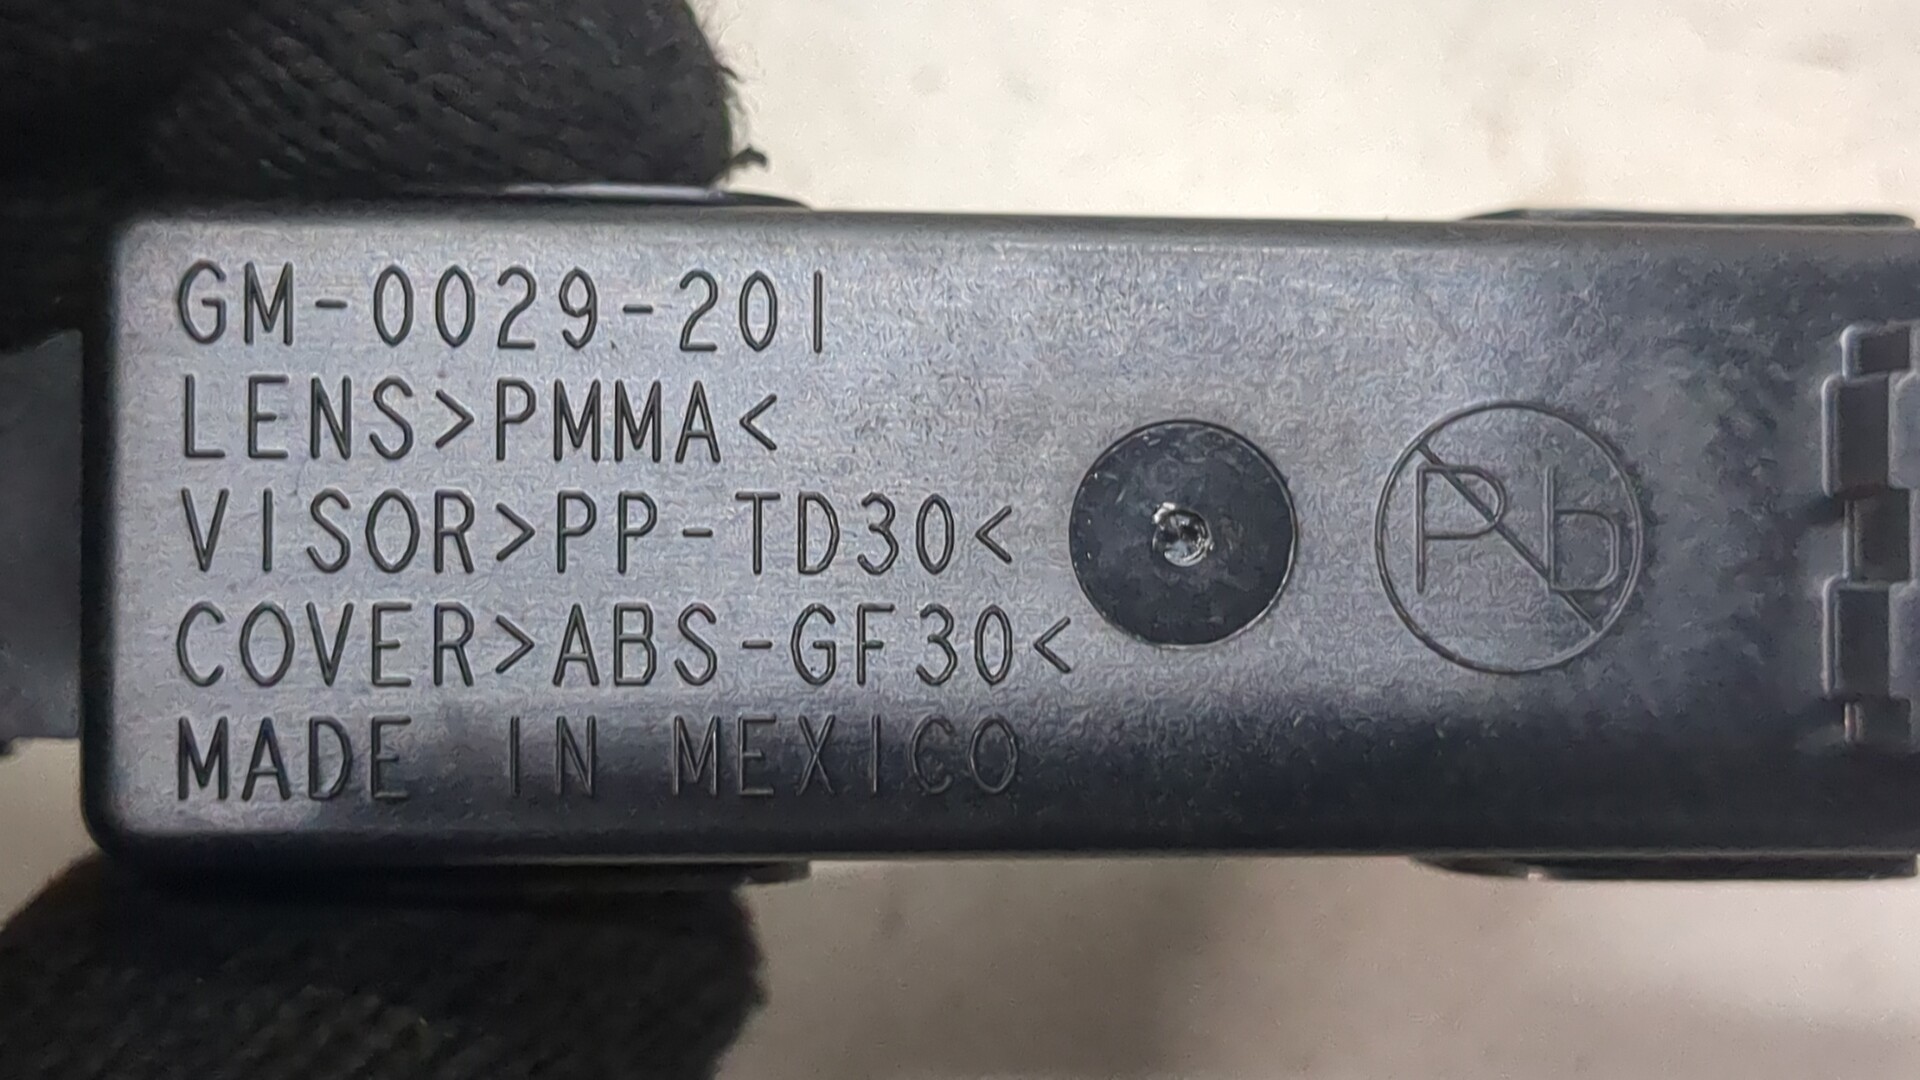 GM-0029-201
LENS>PMMA<
VISOR>PP-TD30<
COVER>ABS-GF30<
MADE IN MEXICO
Pb